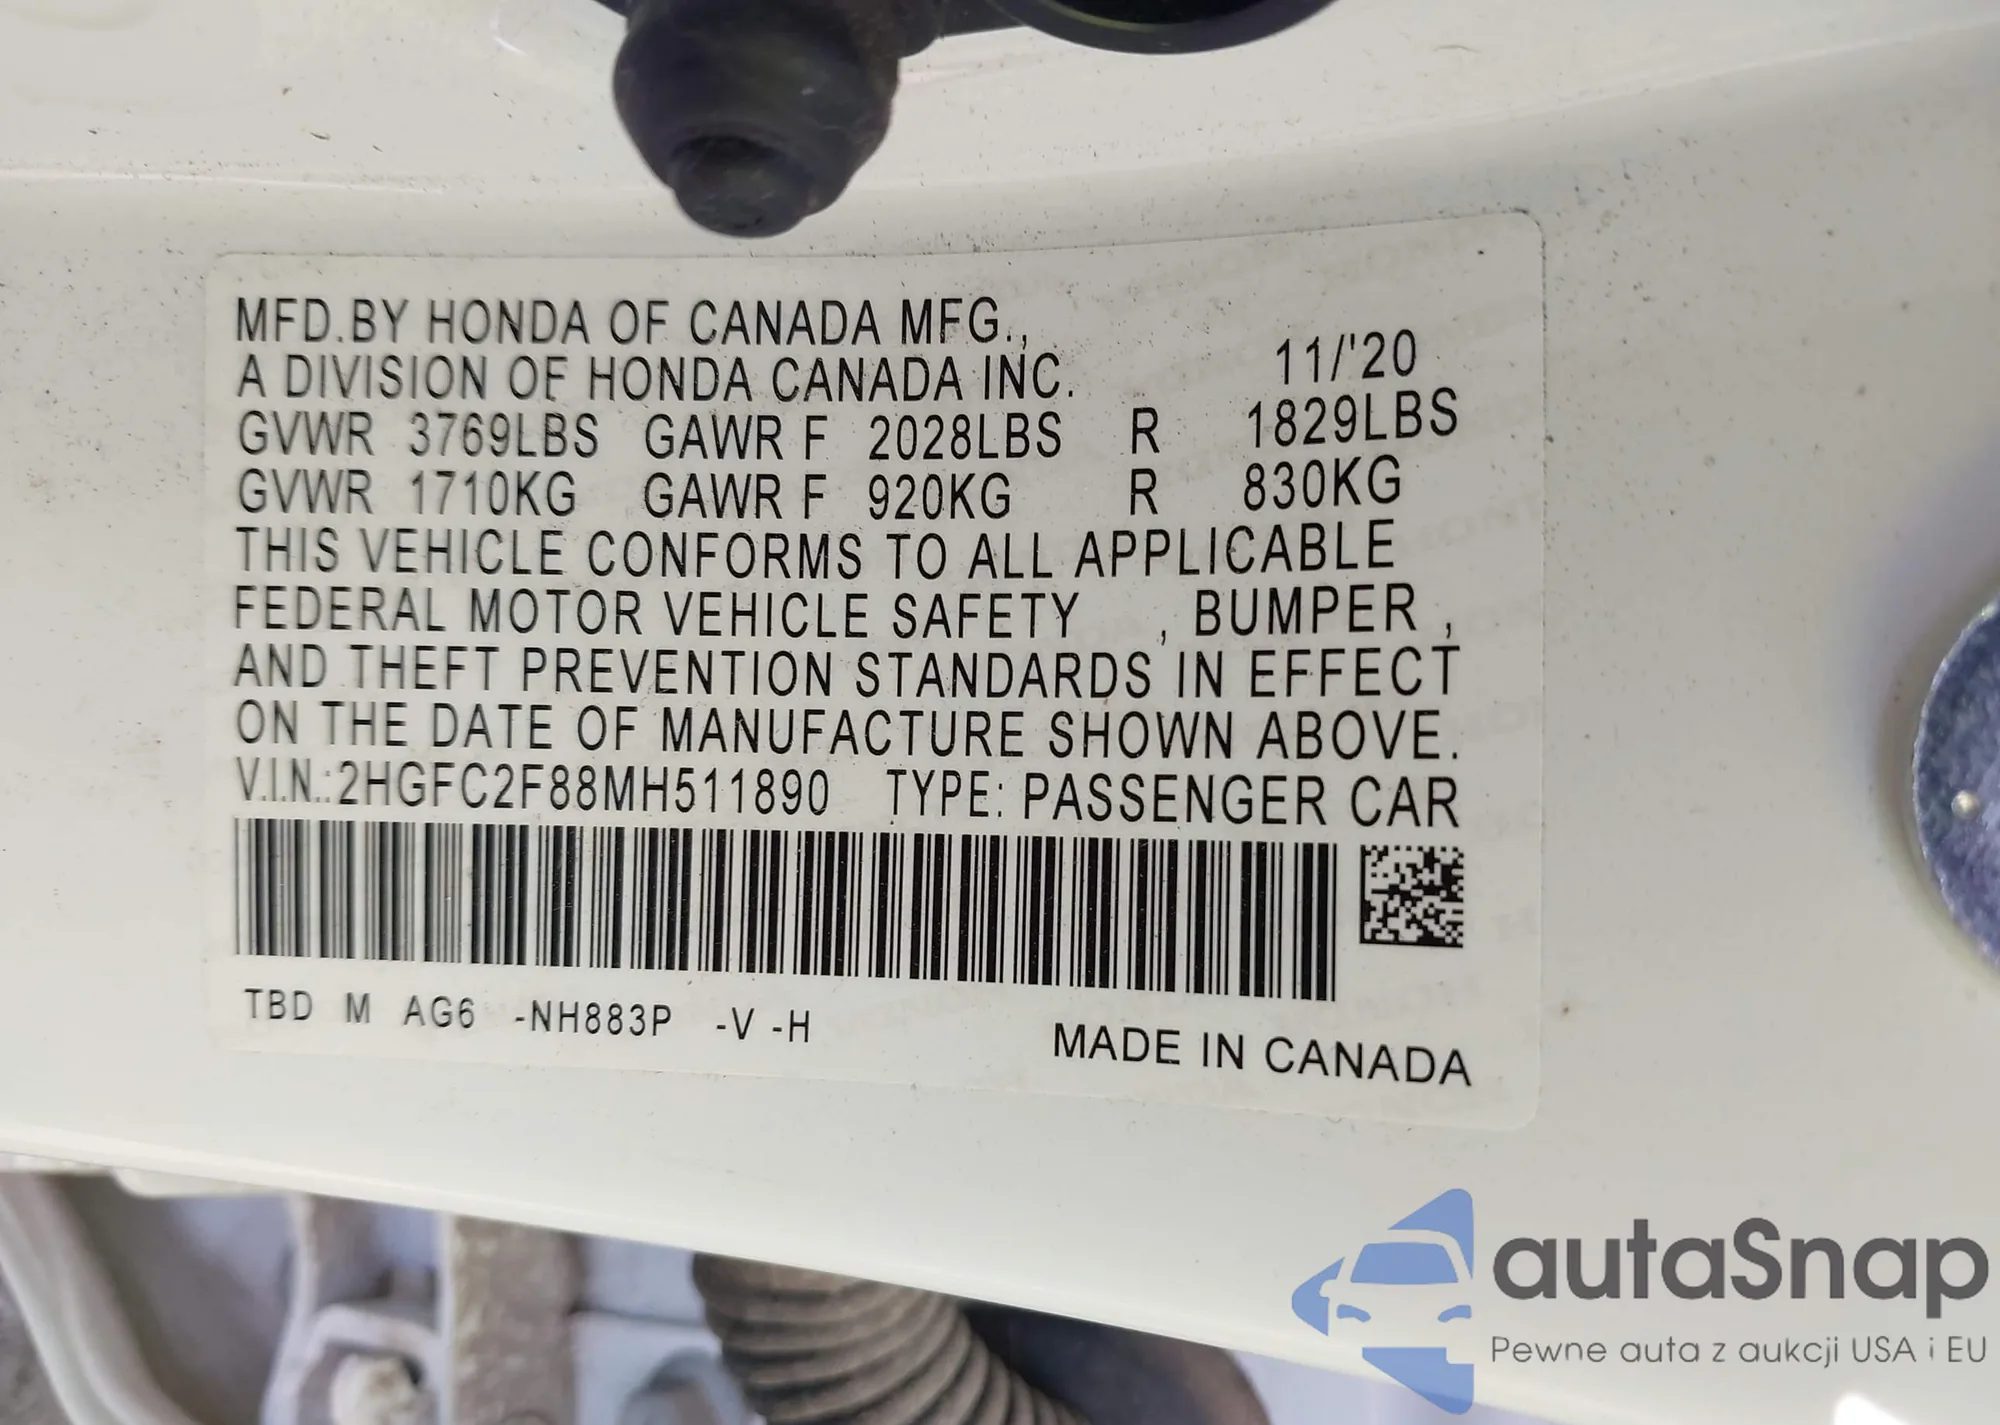 MFD.BY HONDA OF CANADA MFG.,
A DIVISION OF HONDA CANADA INC. 11/'20
GVWR 3769LBS GAWR F 2028LBS R 1829LBS
GVWR 1710KG GAWR F 920KG R 830KG
THIS VEHICLE CONFORMS TO ALL APPLICABLE
FEDERAL MOTOR VEHICLE SAFETY , BUMPER ,
AND THEFT PREVENTION STANDARDS IN EFFECT
ON THE DATE OF MANUFACTURE SHOWN ABOVE.
V.I.N.:2HGFC2F88MH511890 TYPE: PASSENGER CAR
TBD M AG6 -NH883P -V -H
MADE IN CANADA
autaSnap
Pewne auta z aukcji USA i EU